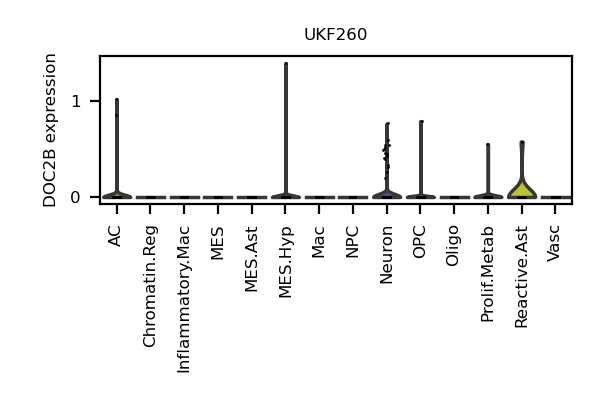 UKF260
DOC2B expression
1
0
AC
Chromatin.Reg
Inflammatory.Mac
MES
MES.Ast
MES.Hyp
Mac
NPC
Neuron
OPC
Oligo
Prolif.Metab
Reactive.Ast
Vasc